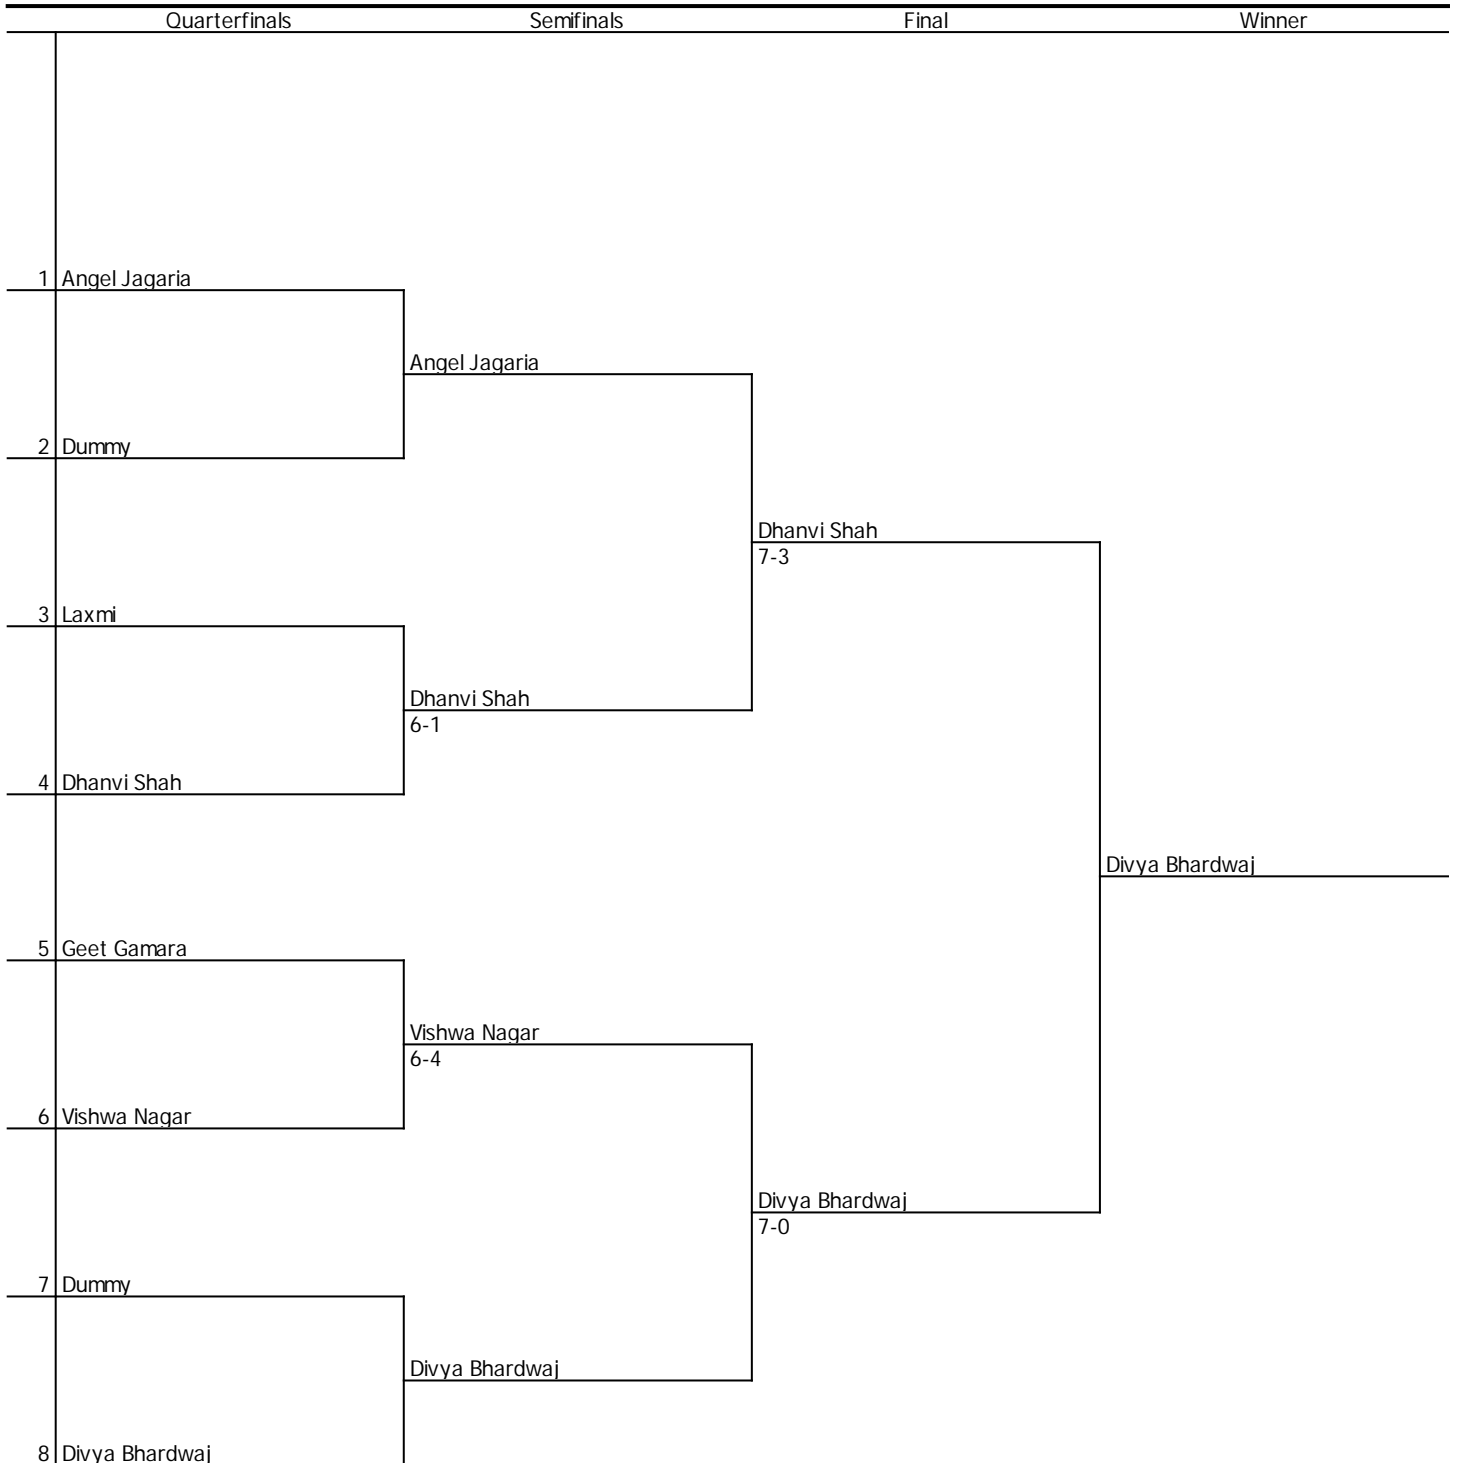 Quarterfinals Semifinals Final Winner
1 Angel Jagaria
Angel Jagaria
2 Dummy
Dhanvi Shah
7-3
3 Laxmi
Dhanvi Shah
6-1
4 Dhanvi Shah
Divya Bhardwaj
5 Geet Gamara
Vishwa Nagar
6-4
6 Vishwa Nagar
Divya Bhardwaj
7-0
7 Dummy
Divya Bhardwaj
8 Divya Bhardwaj